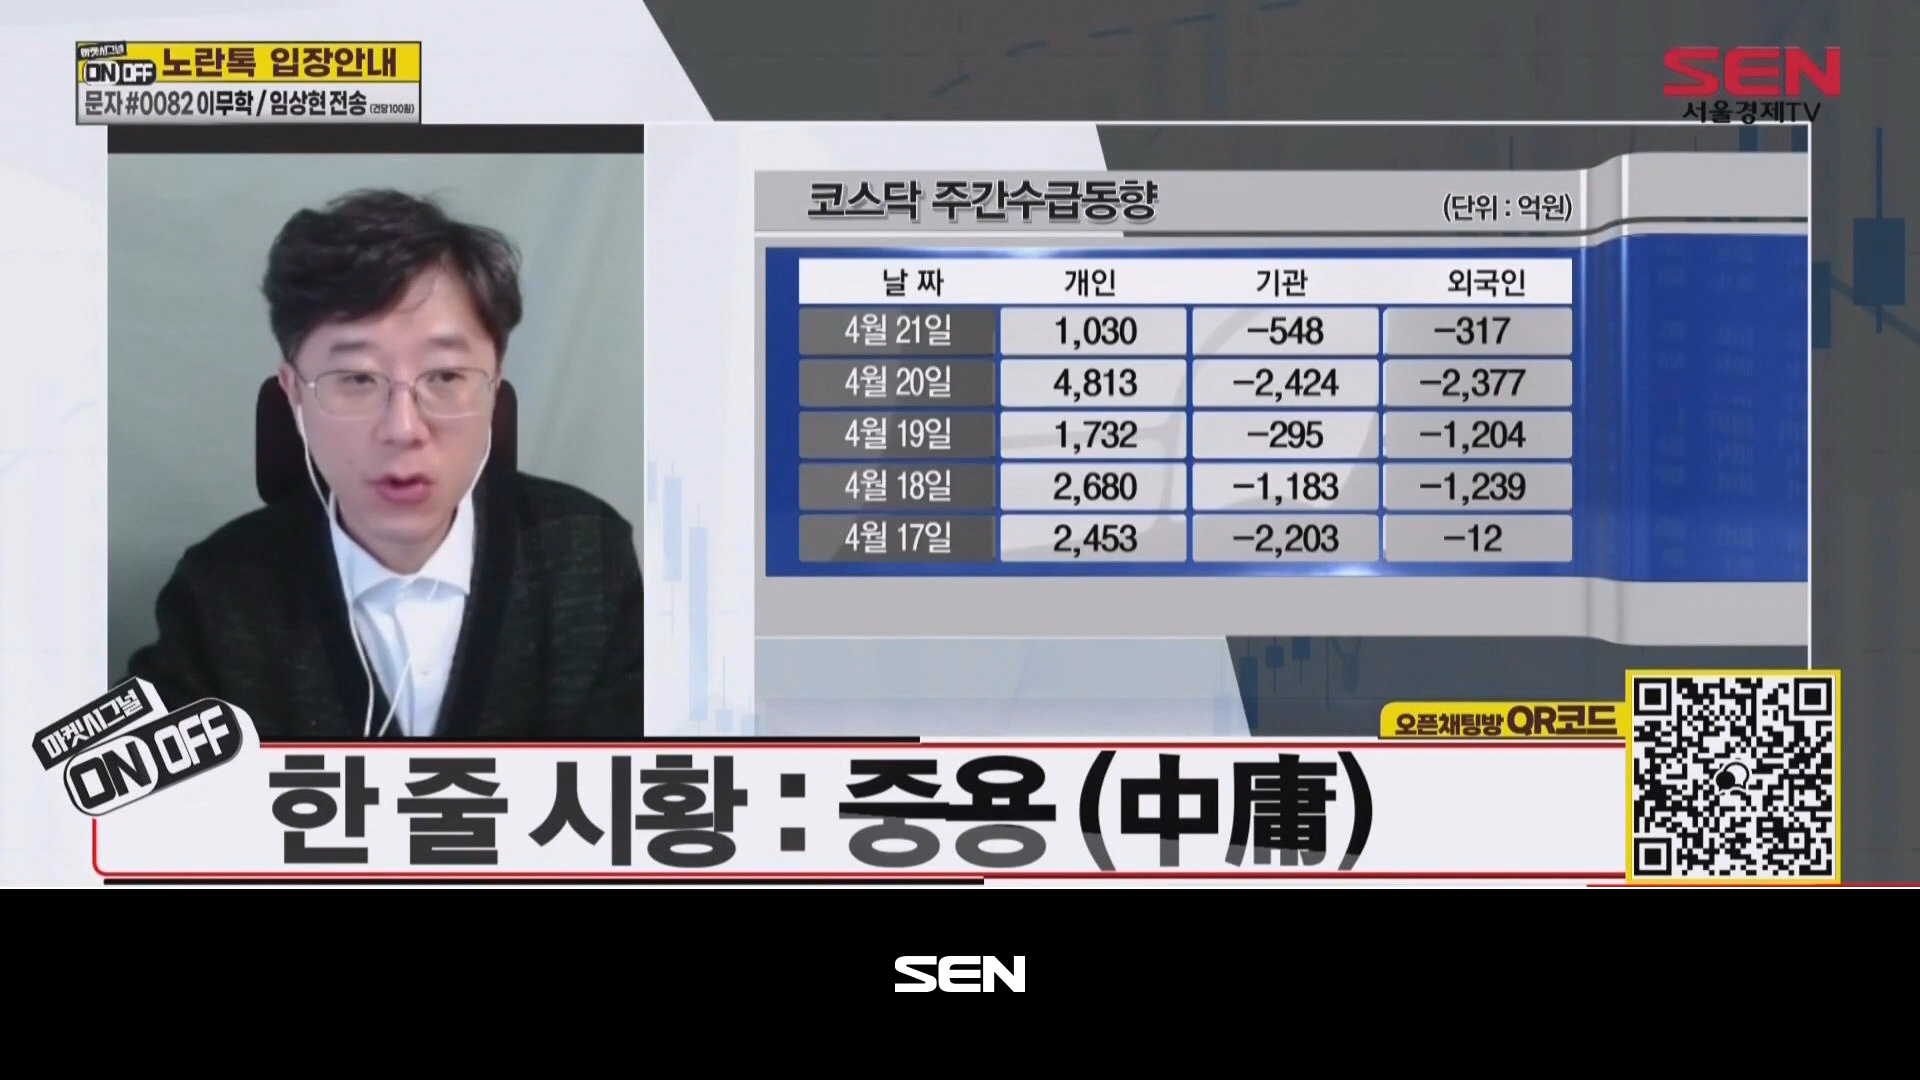 마켓시그널
ON OFF 노란톡 입장안내
문자 #0082 이무학 / 임상현 전송 (건당100원)
SEN
서울경제TV
코스닥 주간수급동향
(단위 : 억원)
날 짜 개인 기관 외국인
4월 21일 1,030 -548 -317
4월 20일 4,813 -2,424 -2,377
4월 19일 1,732 -295 -1,204
4월 18일 2,680 -1,183 -1,239
4월 17일 2,453 -2,203 -12
오픈채팅방 QR코드
마켓시그널
ON OFF
한 줄 시황 : 중용 (中庸)
SEN